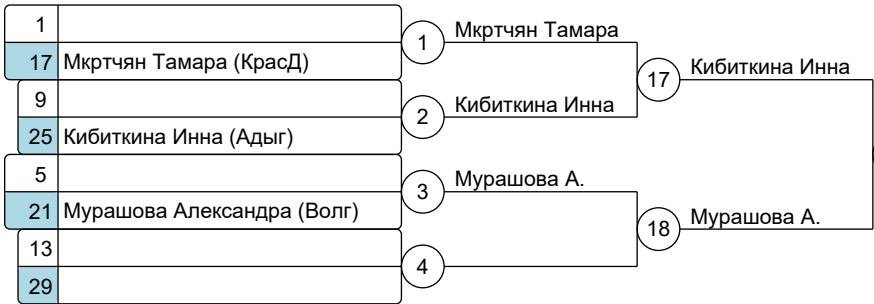 1
1
Мкртчян Тамара
17 Мкртчян Тамара (КрасД)
17
Кибиткина Инна
9
2
Кибиткина Инна
25 Кибиткина Инна (Адыг)
5
3
Мурашова А.
21 Мурашова Александра (Волг)
18
Мурашова А.
13
4
29